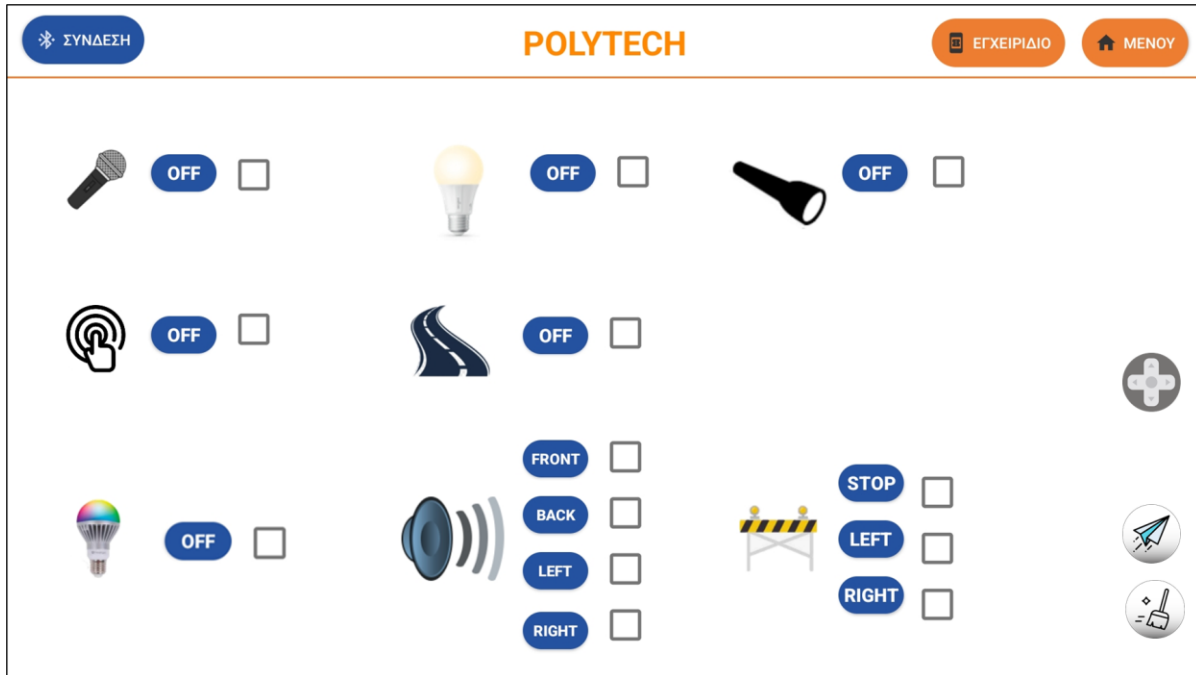 ΣΥΝΔΕΣΗ
POLYTECH
ΕΓΧΕΙΡΙΔΙΟ
ΜΕΝΟΥ
OFF
OFF
OFF
OFF
OFF
OFF
FRONT
BACK
LEFT
RIGHT
STOP
LEFT
RIGHT